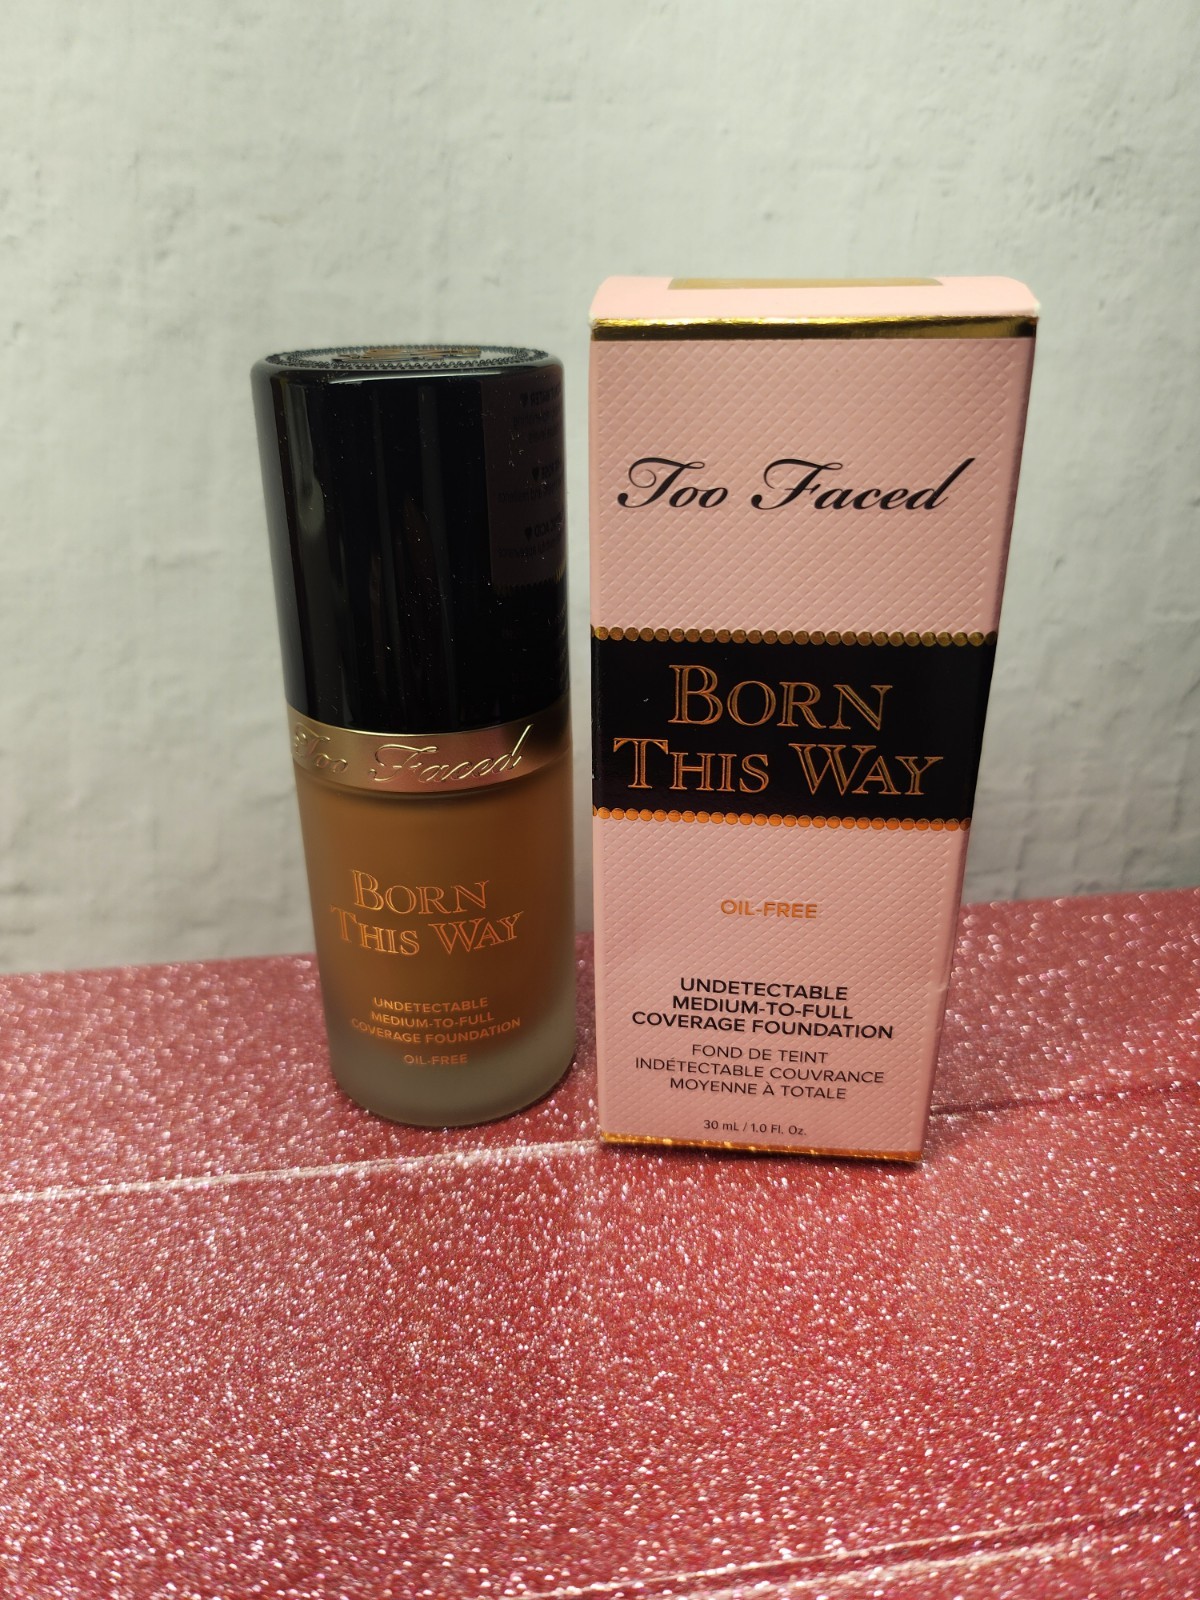 Too Faced
BORN
THIS WAY
UNDETECTABLE
MEDIUM-TO-FULL
COVERAGE FOUNDATION
OIL-FREE
Too Faced
BORN
THIS WAY
OIL-FREE
UNDETECTABLE
MEDIUM-TO-FULL
COVERAGE FOUNDATION
FOND DE TEINT
INDÉTECTABLE COUVRANCE
MOYENNE À TOTALE
30 mL / 1.0 FL. Oz.